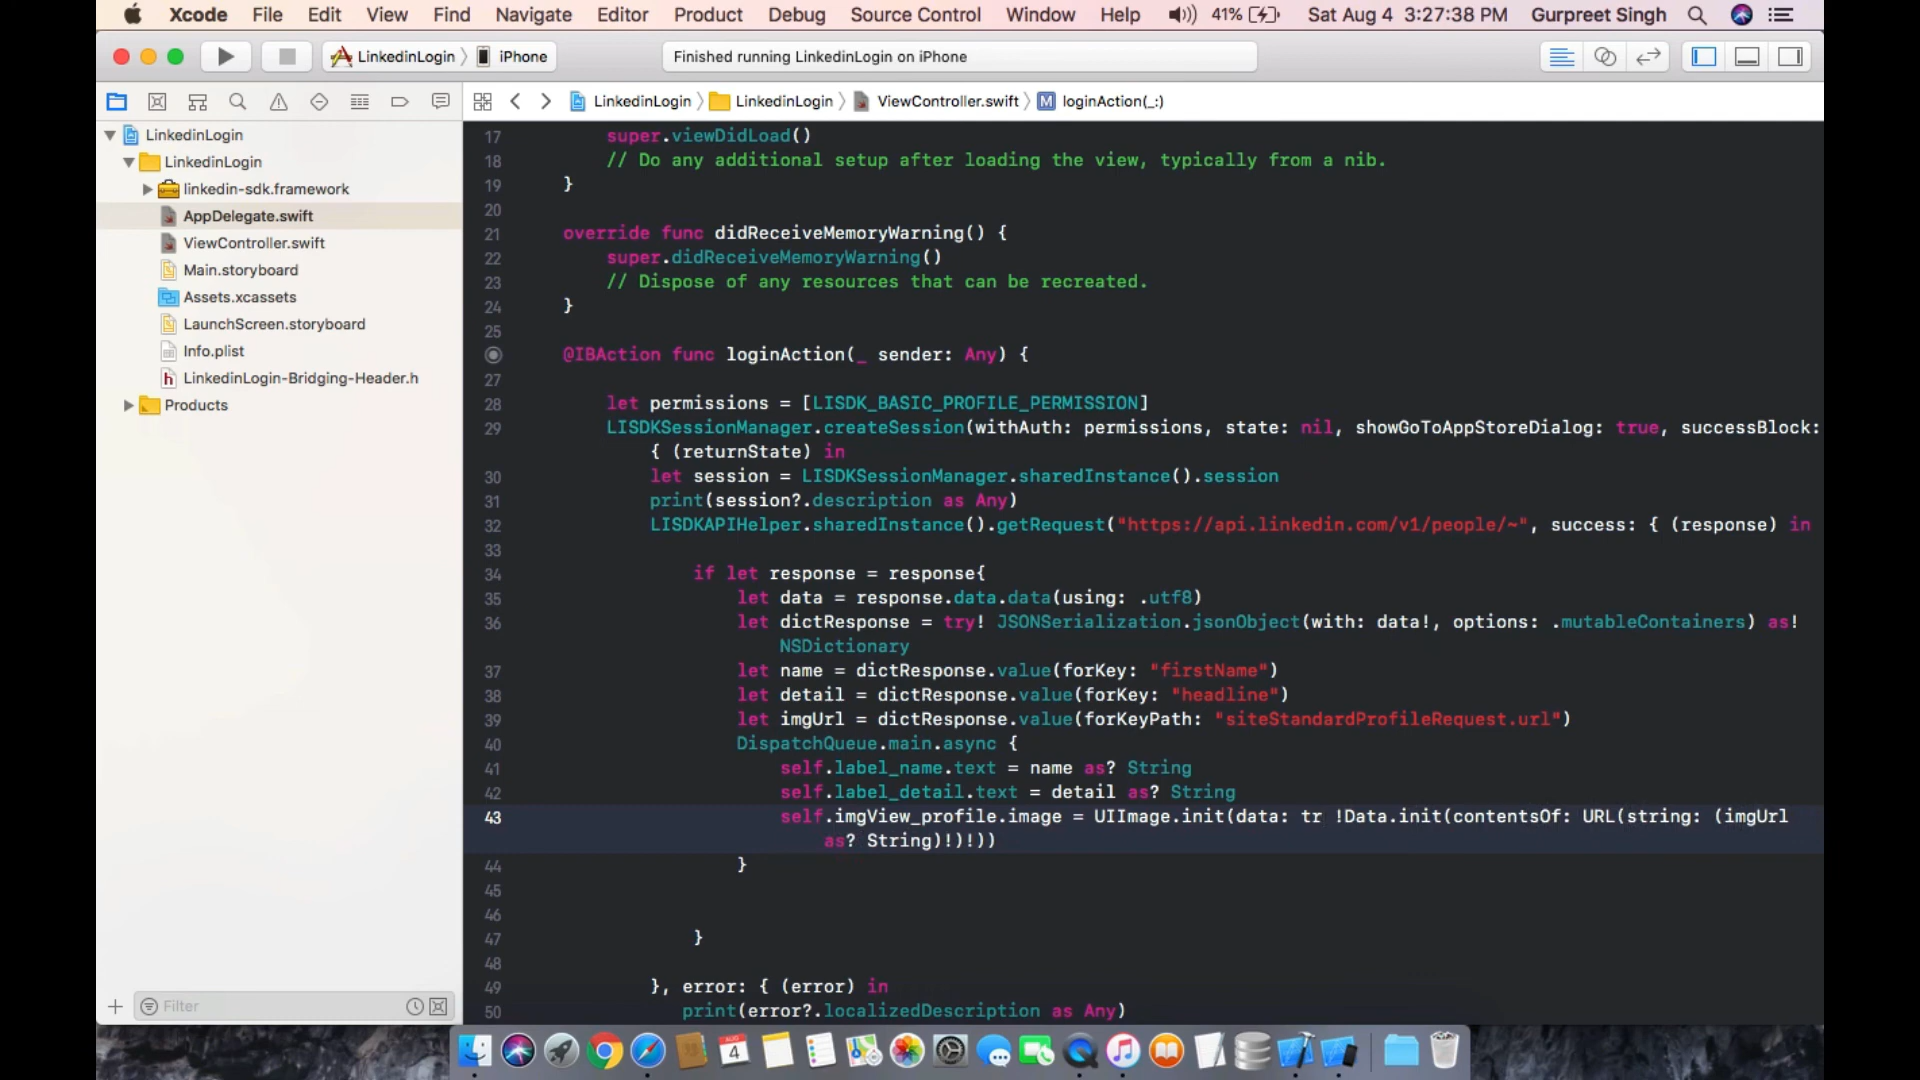 Xcode File Edit View Find Navigate Editor Product Debug Source Control Window Help 41% Sat Aug 4 3:27:38 PM Gurpreet Singh
LinkedinLogin iPhone Finished running LinkedinLogin on iPhone
LinkedinLogin LinkedinLogin ViewController.swift M loginAction(_:)
LinkedinLogin
LinkedinLogin
linkedin-sdk.framework
AppDelegate.swift
ViewController.swift
Main.storyboard
Assets.xcassets
LaunchScreen.storyboard
Info.plist
h LinkedinLogin-Bridging-Header.h
Products
Filter
17 super.viewDidLoad()
18 // Do any additional setup after loading the view, typically from a nib.
19 }
20
21 override func didReceiveMemoryWarning() {
22 super.didReceiveMemoryWarning()
23 // Dispose of any resources that can be recreated.
24 }
25
@IBAction func loginAction(_ sender: Any) {
27
28 let permissions = [LISDK_BASIC_PROFILE_PERMISSION]
29 LISDKSessionManager.createSession(withAuth: permissions, state: nil, showGoToAppStoreDialog: true, successBlock:
{ (returnState) in
30 let session = LISDKSessionManager.sharedInstance().session
31 print(session?.description as Any)
32 LISDKAPIHelper.sharedInstance().getRequest("https://api.linkedin.com/v1/people/~", success: { (response) in
33
34 if let response = response{
35 let data = response.data.data(using: .utf8)
36 let dictResponse = try! JSONSerialization.jsonObject(with: data!, options: .mutableContainers) as!
NSDictionary
37 let name = dictResponse.value(forKey: "firstName")
38 let detail = dictResponse.value(forKey: "headline")
39 let imgUrl = dictResponse.value(forKeyPath: "siteStandardProfileRequest.url")
40 DispatchQueue.main.async {
41 self.label_name.text = name as? String
42 self.label_detail.text = detail as? String
43 self.imgView_profile.image = UIImage.init(data: tr !Data.init(contentsOf: URL(string: (imgUrl
as? String)!)!))
44 }
45
46
47 }
48
49 }, error: { (error) in
50 print(error?.localizedDescription as Any)
AUG
4